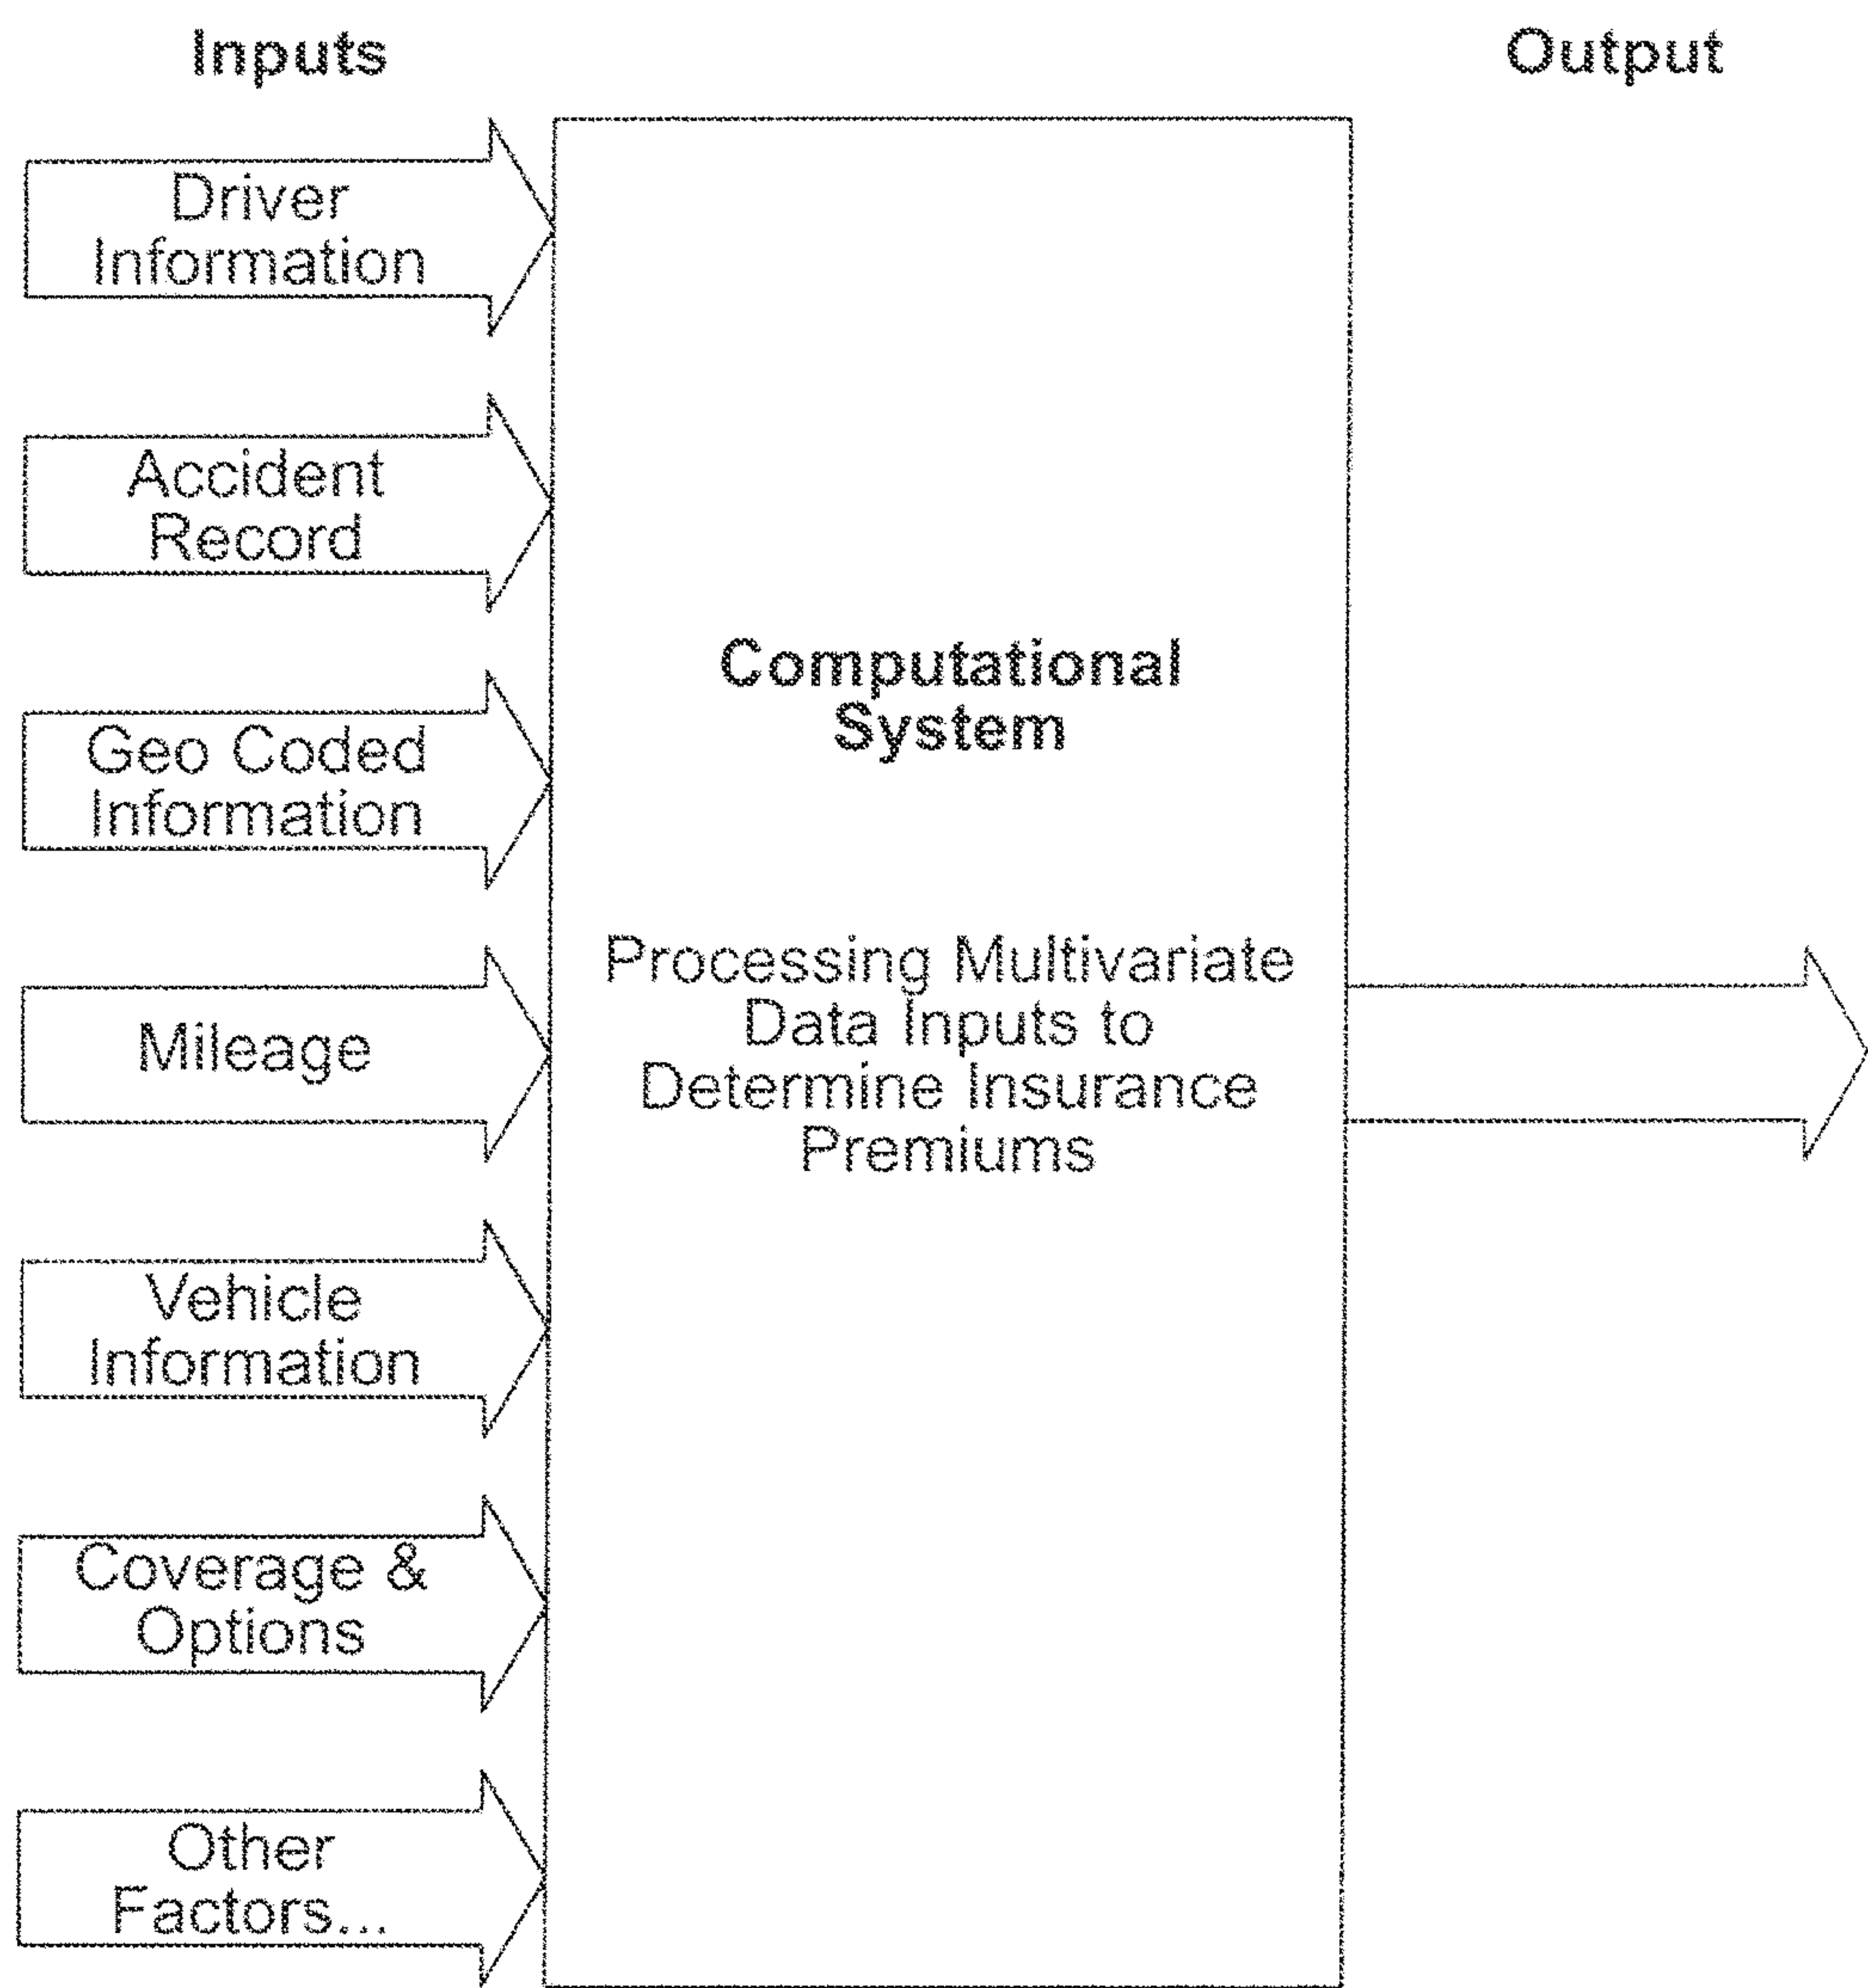 Inputs
Output
Driver
Information
Accident
Record
Geo Coded
Information
Mileage
Vehicle
Information
Coverage &
Options
Other
Factors...
Computational
System
Processing Multivariate
Data Inputs to
Determine Insurance
Premiums